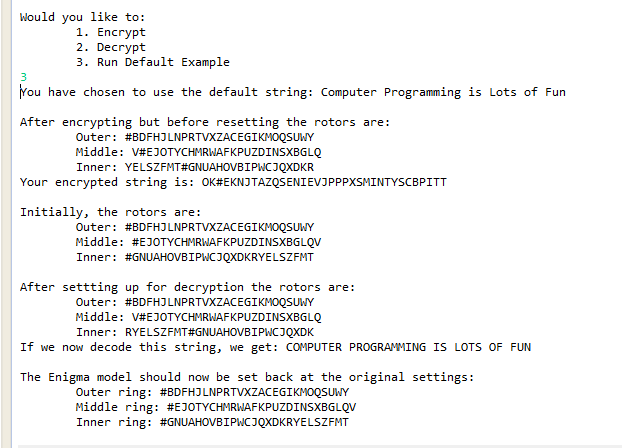 Would you like to:
1. Encrypt
2. Decrypt
3. Run Default Example
3
You have chosen to use the default string: Computer Programming is Lots of Fun
After encrypting but before resetting the rotors are:
Outer: #BDFHJLNPRTVXZACEGIKMOQSUWY
Middle: V#EJOTYCHMRWAFKPUZDINSXBGLQ
Inner: YELSZFMT#GNUAHOVBIPWCJQXDKR
Your encrypted string is: OK#EKNJTAZQSENIEVJPPPXSMINTYSCBPITT
Initially, the rotors are:
Outer: #BDFHJLNPRTVXZACEGIKMOQSUWY
Middle: #EJOTYCHMRWAFKPUZDINSXBGLQV
Inner: #GNUAHOVBIPWCJQXDKRYELSZFMT
After settting up for decryption the rotors are:
Outer: #BDFHJLNPRTVXZACEGIKMOQSUWY
Middle: V#EJOTYCHMRWAFKPUZDINSXBGLQ
Inner: RYELSZFMT#GNUAHOVBIPWCJQXDK
If we now decode this string, we get: COMPUTER PROGRAMMING IS LOTS OF FUN
The Enigma model should now be set back at the original settings:
Outer ring: #BDFHJLNPRTVXZACEGIKMOQSUWY
Middle ring: #EJOTYCHMRWAFKPUZDINSXBGLQV
Inner ring: #GNUAHOVBIPWCJQXDKRYELSZFMT